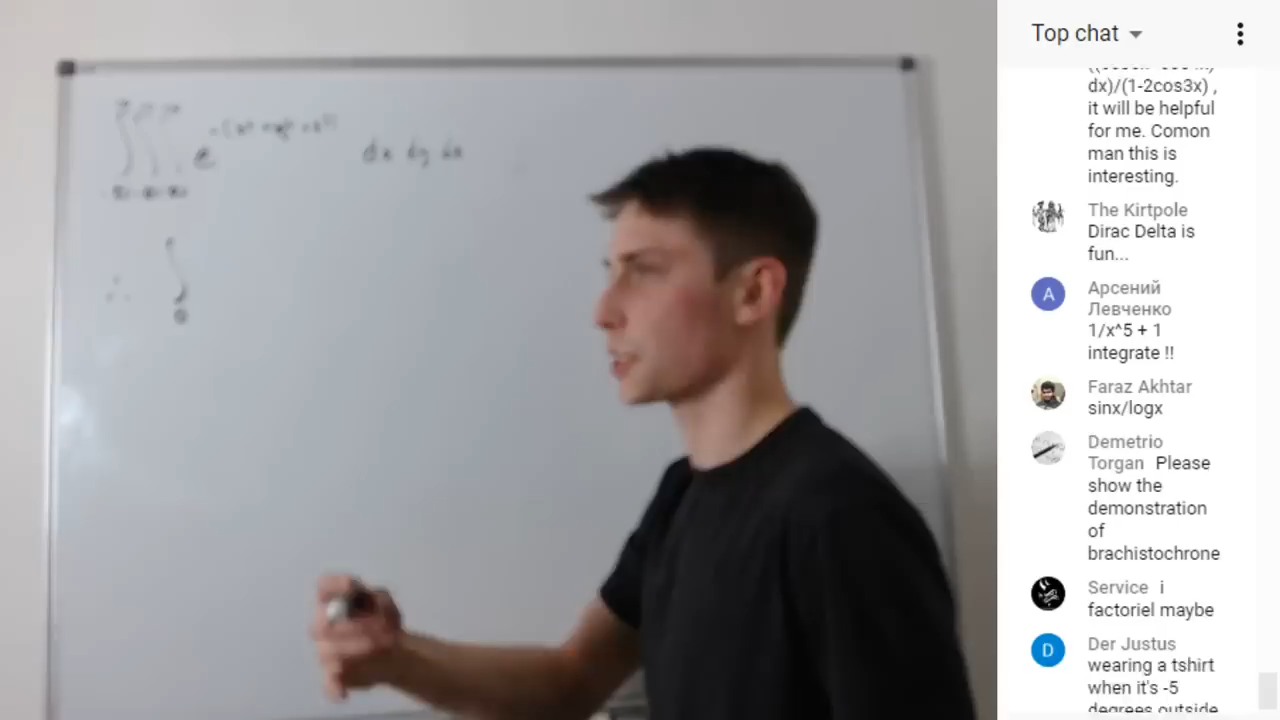 dx dy dz
Top chat
dx)/(1-2cos3x) ,
it will be helpful
for me. Comon
man this is
interesting.
The Kirtpole
Dirac Delta is
fun...
A
Арсений
Левченко
1/x^5 + 1
integrate !!
Faraz Akhtar
sinx/logx
Demetrio
Torgan Please
show the
demonstration
of
brachistochrone
Service i
factoriel maybe
D
Der Justus
wearing a tshirt
when it's -5
degrees outside